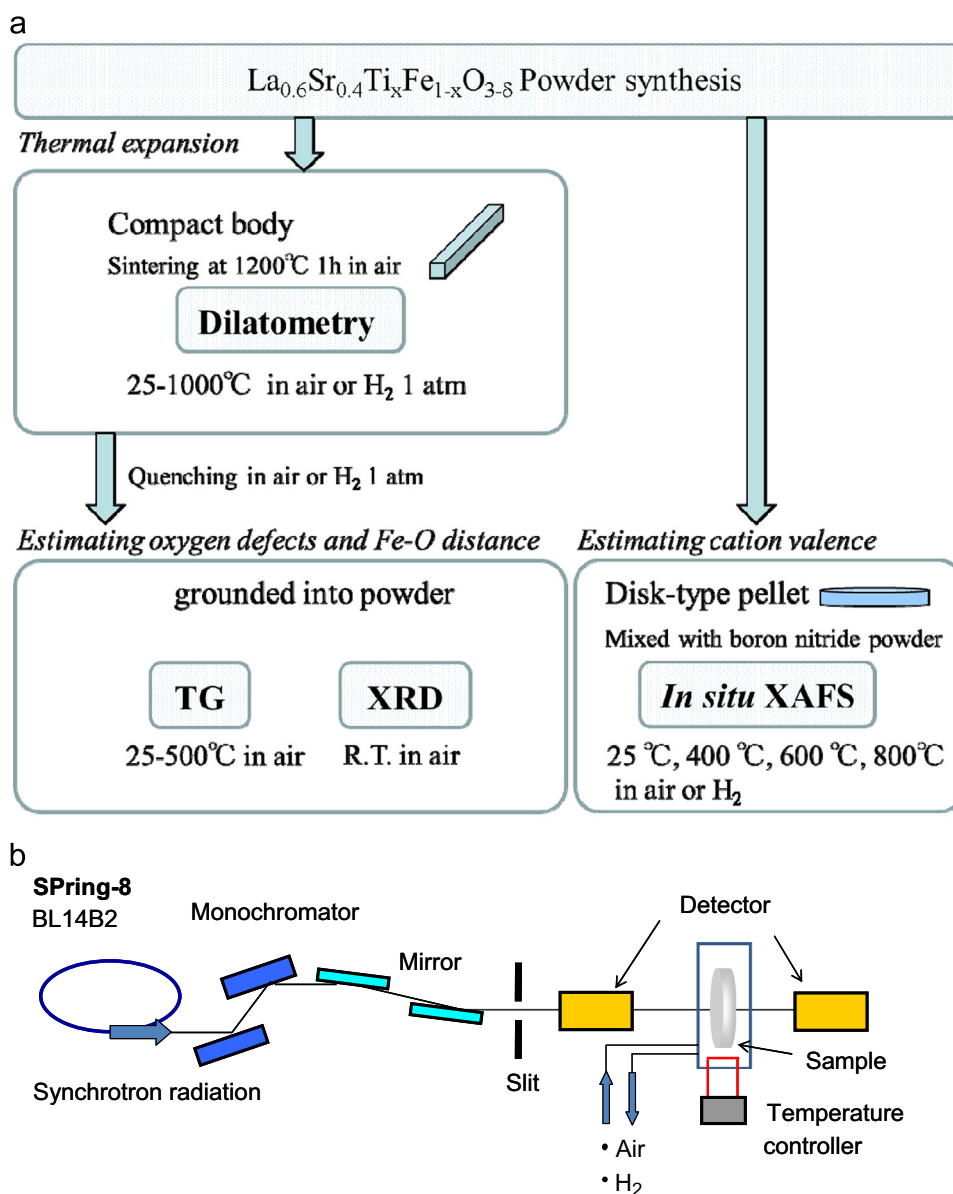 a
La0.6Sr0.4TixFe1-xO3-δ Powder synthesis
Thermal expansion
Compact body
Sintering at 1200℃ 1h in air
Dilatometry
25-1000℃ in air or H2 1 atm
Quenching in air or H2 1 atm
Estimating oxygen defects and Fe-O distance
grounded into powder
TG
XRD
25-500℃ in air
R.T. in air
Estimating cation valence
Disk-type pellet
Mixed with boron nitride powder
In situ XAFS
25 ℃, 400 ℃, 600 ℃, 800℃
in air or H2
b
SPring-8
BL14B2
Monochromator
Mirror
Detector
Synchrotron radiation
Slit
Sample
Temperature
controller
• Air
• H2